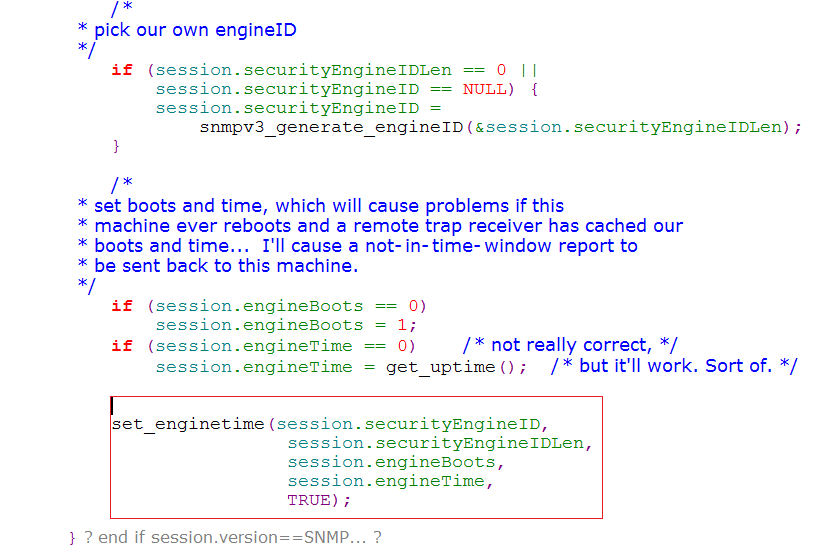 /*
* pick our own engineID
*/
if (session.securityEngineIDLen == 0 ||
session.securityEngineID == NULL) {
session.securityEngineID =
snmpv3_generate_engineID(&session.securityEngineIDLen);
}
/*
* set boots and time, which will cause problems if this
* machine ever reboots and a remote trap receiver has cached our
* boots and time... I'll cause a not-in-time-window report to
* be sent back to this machine.
*/
if (session.engineBoots == 0)
session.engineBoots = 1;
if (session.engineTime == 0) /* not really correct, */
session.engineTime = get_uptime(); /* but it'll work. Sort of. */
set_enginetime(session.securityEngineID,
session.securityEngineIDLen,
session.engineBoots,
session.engineTime,
TRUE);
} ? end if session.version==SNMP... ?